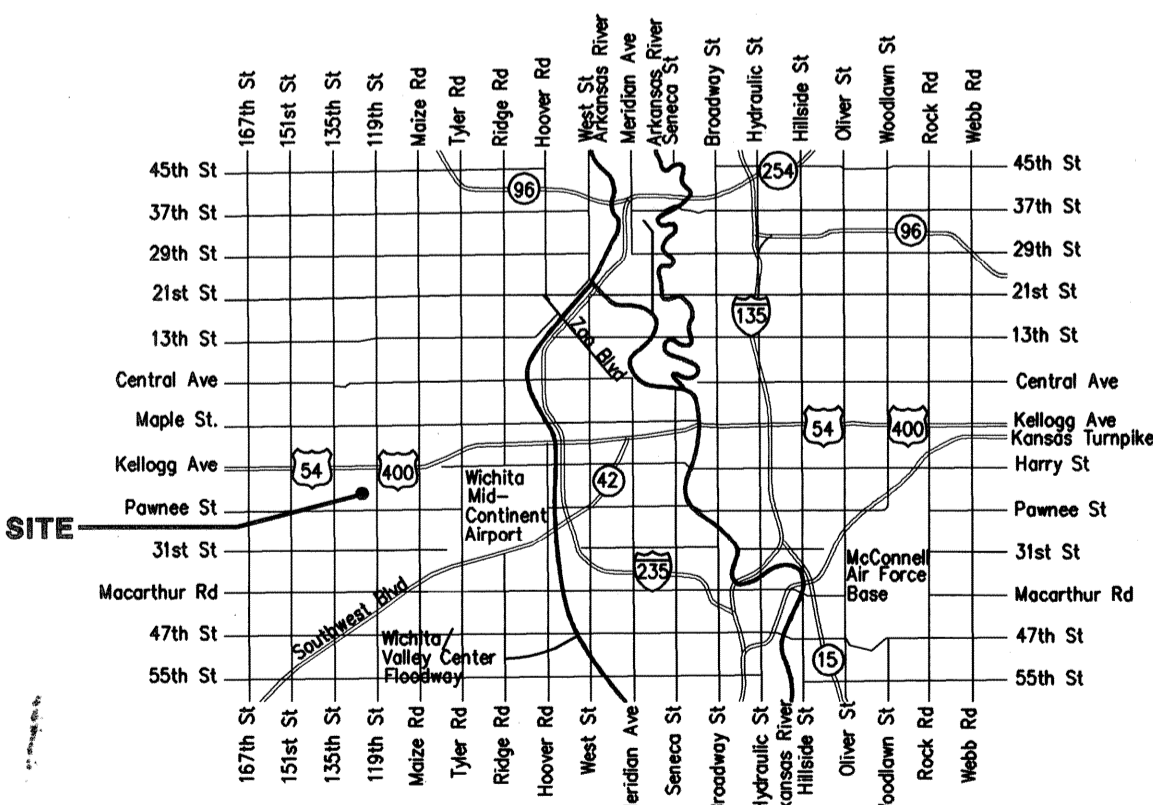 167th St
151st St
135th St
119th St
Maize Rd
Tyler Rd
Ridge Rd
Hoover Rd
West St
Arkansas River
Meridian Ave
Arkansas River
Seneca St
Broadway St
Hydraulic St
Hillside St
Oliver St
Woodlawn St
Rock Rd
Webb Rd
45th St
37th St
29th St
21st St
13th St
Central Ave
Maple St.
Kellogg Ave
Pawnee St
31st St
Macarthur Rd
47th St
55th St
SITE
96
254
96
135
Zoo Blvd
54
400
54
400
42
Wichita
Mid-
Continent
Airport
235
McConnell
Air Force
Base
Southwest Blvd
Wichita/
Valley Center
Floodway
15
45th St
37th St
29th St
21st St
13th St
Central Ave
Kellogg Ave
Kansas Turnpike
Harry St
Pawnee St
31st St
Macarthur Rd
47th St
55th St
167th St
151st St
135th St
119th St
Maize Rd
Tyler Rd
Ridge Rd
Hoover Rd
West St
eridian Ave
Seneca St
roadway St
Hydraulic St
kansas River
Hillside St
Oliver St
oodlawn St
Rock Rd
Webb Rd